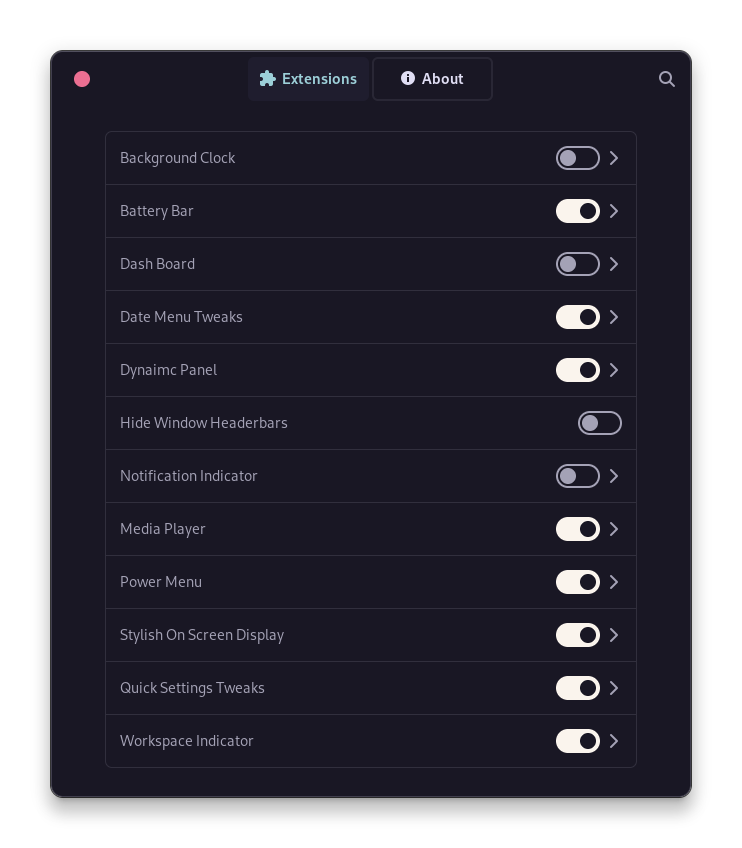 Extensions
About
Background Clock
Battery Bar
Dash Board
Date Menu Tweaks
Dynaimc Panel
Hide Window Headerbars
Notification Indicator
Media Player
Power Menu
Stylish On Screen Display
Quick Settings Tweaks
Workspace Indicator